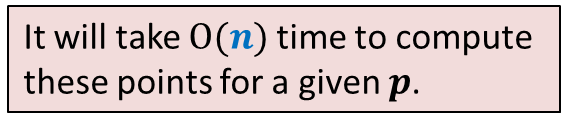 It will take O(n) time to compute
these points for a given p.